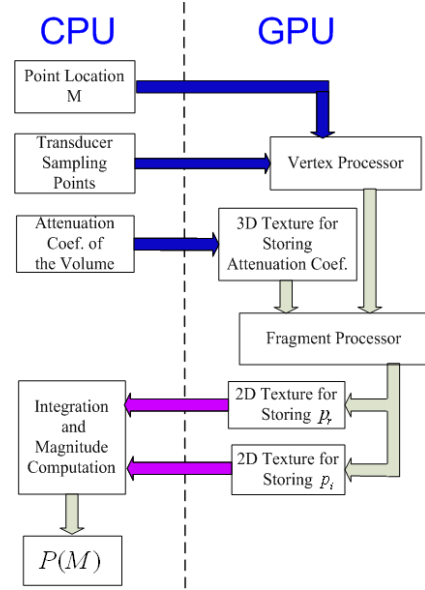 CPU
GPU
Point Location
M
Transducer
Sampling
Points
Vertex Processor
Attenuation
Coef. of
the Volume
3D Texture for
Storing
Attenuation Coef.
Fragment Processor
Integration
and
Magnitude
Computation
2D Texture for
Storing p_r
2D Texture for
Storing p_i
P(M)